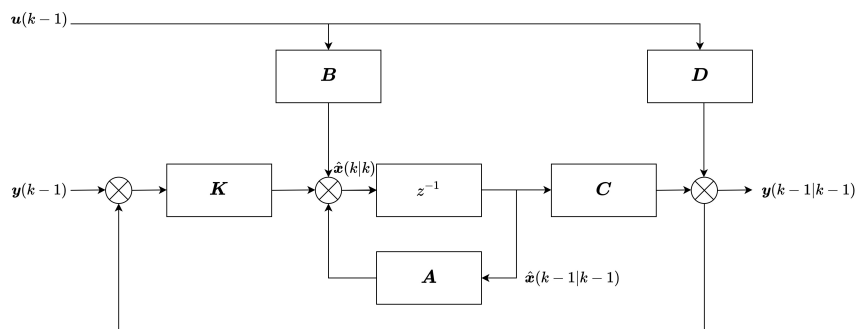 u(k−1)
B
D
x̂(k|k)
y(k−1)
K
z⁻¹
C
y(k−1|k−1)
A
x̂(k−1|k−1)